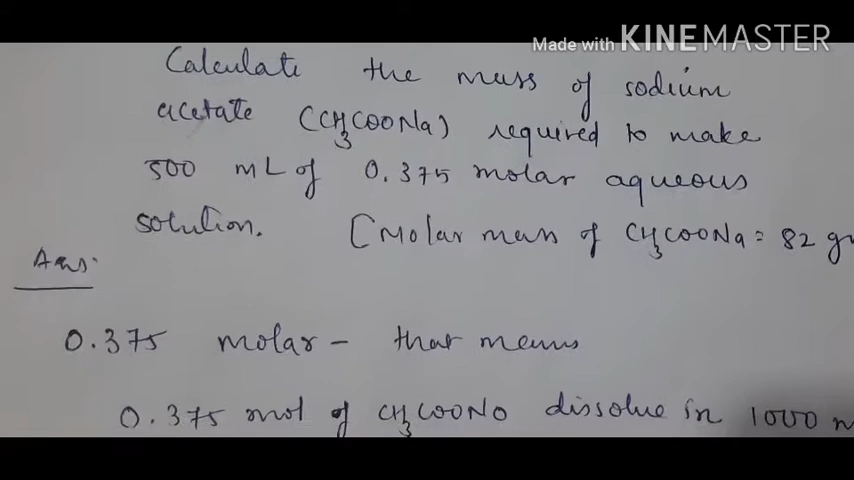 Made with KINEMASTER
Calculate the mass of sodium
acetate (CH3COONa) required to make
500 mL of 0.375 molar aqueous
solution. [Molar mass of CH3COONa = 82 g
Ans.
0.375 molar - that means
0.375 mol of CH3COONa dissolve in 1000 m